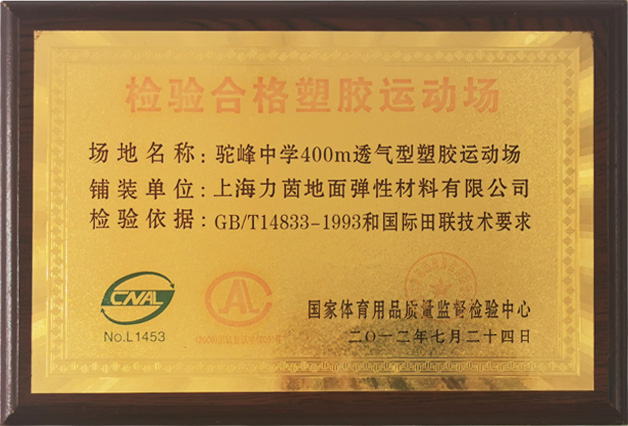 检验合格塑胶运动场
场地名称：驼峰中学400m透气型塑胶运动场
铺装单位：上海力茵地面弹性材料有限公司
检验依据：GB/T14833-1993和国际田联技术要求
CNAL
No.L1453
AL
国家体育用品质量监督检验中心
二〇一二年七月二十四日